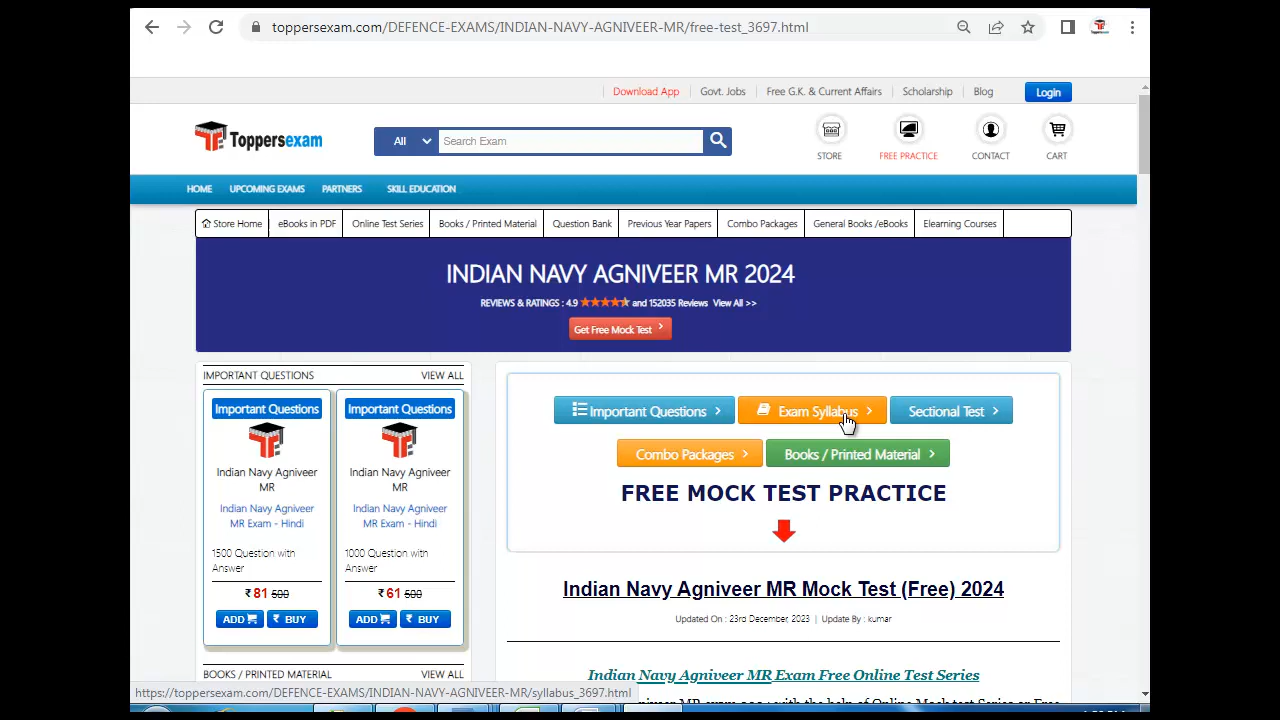 toppersexam.com/DEFENCE-EXAMS/INDIAN-NAVY-AGNIVEER-MR/free-test_3697.html
Download App
Govt. Jobs
Free G.K. & Current Affairs
Scholarship
Blog
Login
Toppersexam
All
Search Exam
STORE
FREE PRACTICE
CONTACT
CART
HOME
UPCOMING EXAMS
PARTNERS
SKILL EDUCATION
Store Home
eBooks in PDF
Online Test Series
Books / Printed Material
Question Bank
Previous Year Papers
Combo Packages
General Books /eBooks
Elearning Courses
INDIAN NAVY AGNIVEER MR 2024
REVIEWS & RATINGS : 4.9 ★★★★★ and 152035 Reviews View All >>
Get Free Mock Test
IMPORTANT QUESTIONS
VIEW ALL
Important Questions
Indian Navy Agniveer
MR
Indian Navy Agniveer
MR Exam - Hindi
1500 Question with
Answer
₹ 81 500
ADD
₹ BUY
Important Questions
Indian Navy Agniveer
MR
Indian Navy Agniveer
MR Exam - Hindi
1000 Question with
Answer
₹ 61 500
ADD
₹ BUY
BOOKS / PRINTED MATERIAL
VIEW ALL
Important Questions
Exam Syllabus
Sectional Test
Combo Packages
Books / Printed Material
FREE MOCK TEST PRACTICE
Indian Navy Agniveer MR Mock Test (Free) 2024
Updated On : 23rd December, 2023 | Update By : kumar
Indian Navy Agniveer MR Exam Free Online Test Series
https://toppersexam.com/DEFENCE-EXAMS/INDIAN-NAVY-AGNIVEER-MR/syllabus_3697.html